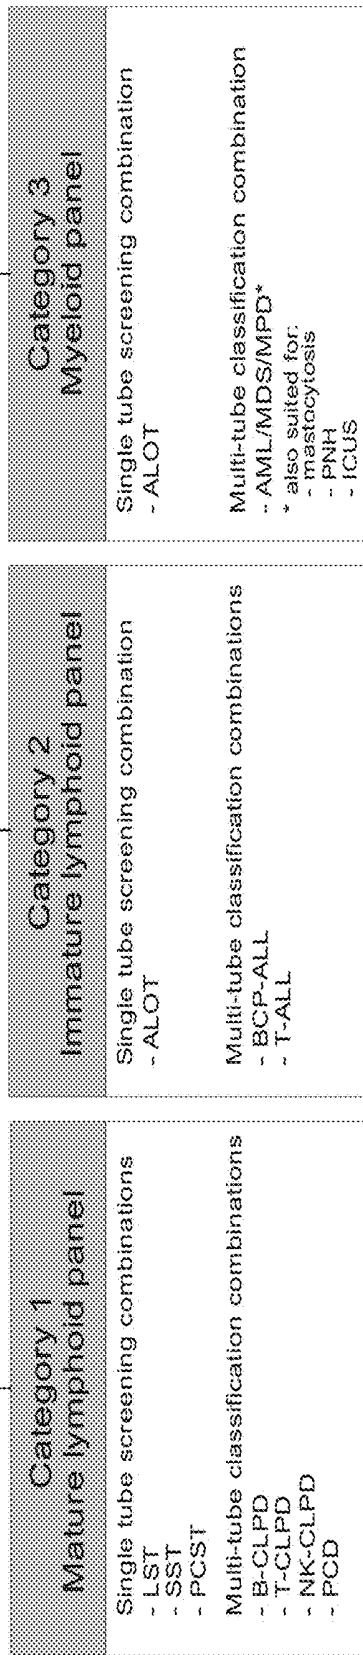 Category 1
Mature lymphoid panel
Single tube screening combinations
- LST
- SST
- PCST
Multi-tube classification combinations
- B-CLPD
- T-CLPD
- NK-CLPD
- PCD
Category 2
Immature lymphoid panel
Single tube screening combination
- ALOT
Multi-tube classification combinations
- BCP-ALL
- T-ALL
Category 3
Myeloid panel
Single tube screening combination
- ALOT
Multi-tube classification combination
- AML/MDS/MPD*
* also suited for:
- mastocytosis
- PNH
- ICUS